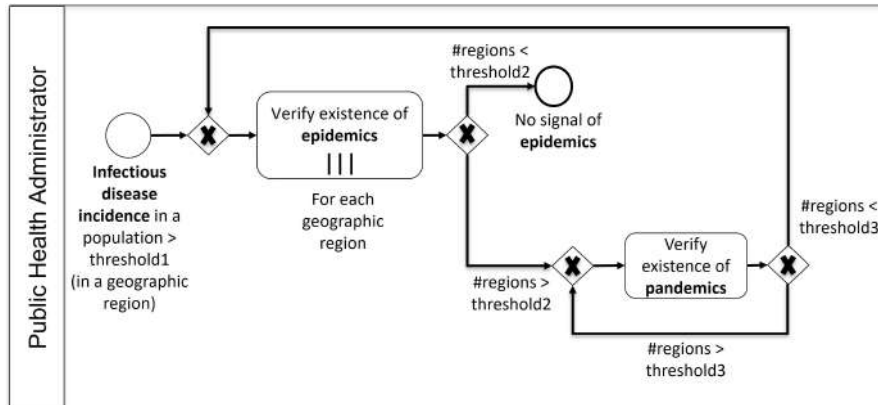 Public Health Administrator
Infectious
disease
incidence in a
population >
threshold1
(in a geographic
region)
Verify existence of
epidemics
For each
geographic
region
#regions <
threshold2
No signal of
epidemics
#regions >
threshold2
Verify
existence of
pandemics
#regions <
threshold3
#regions >
threshold3